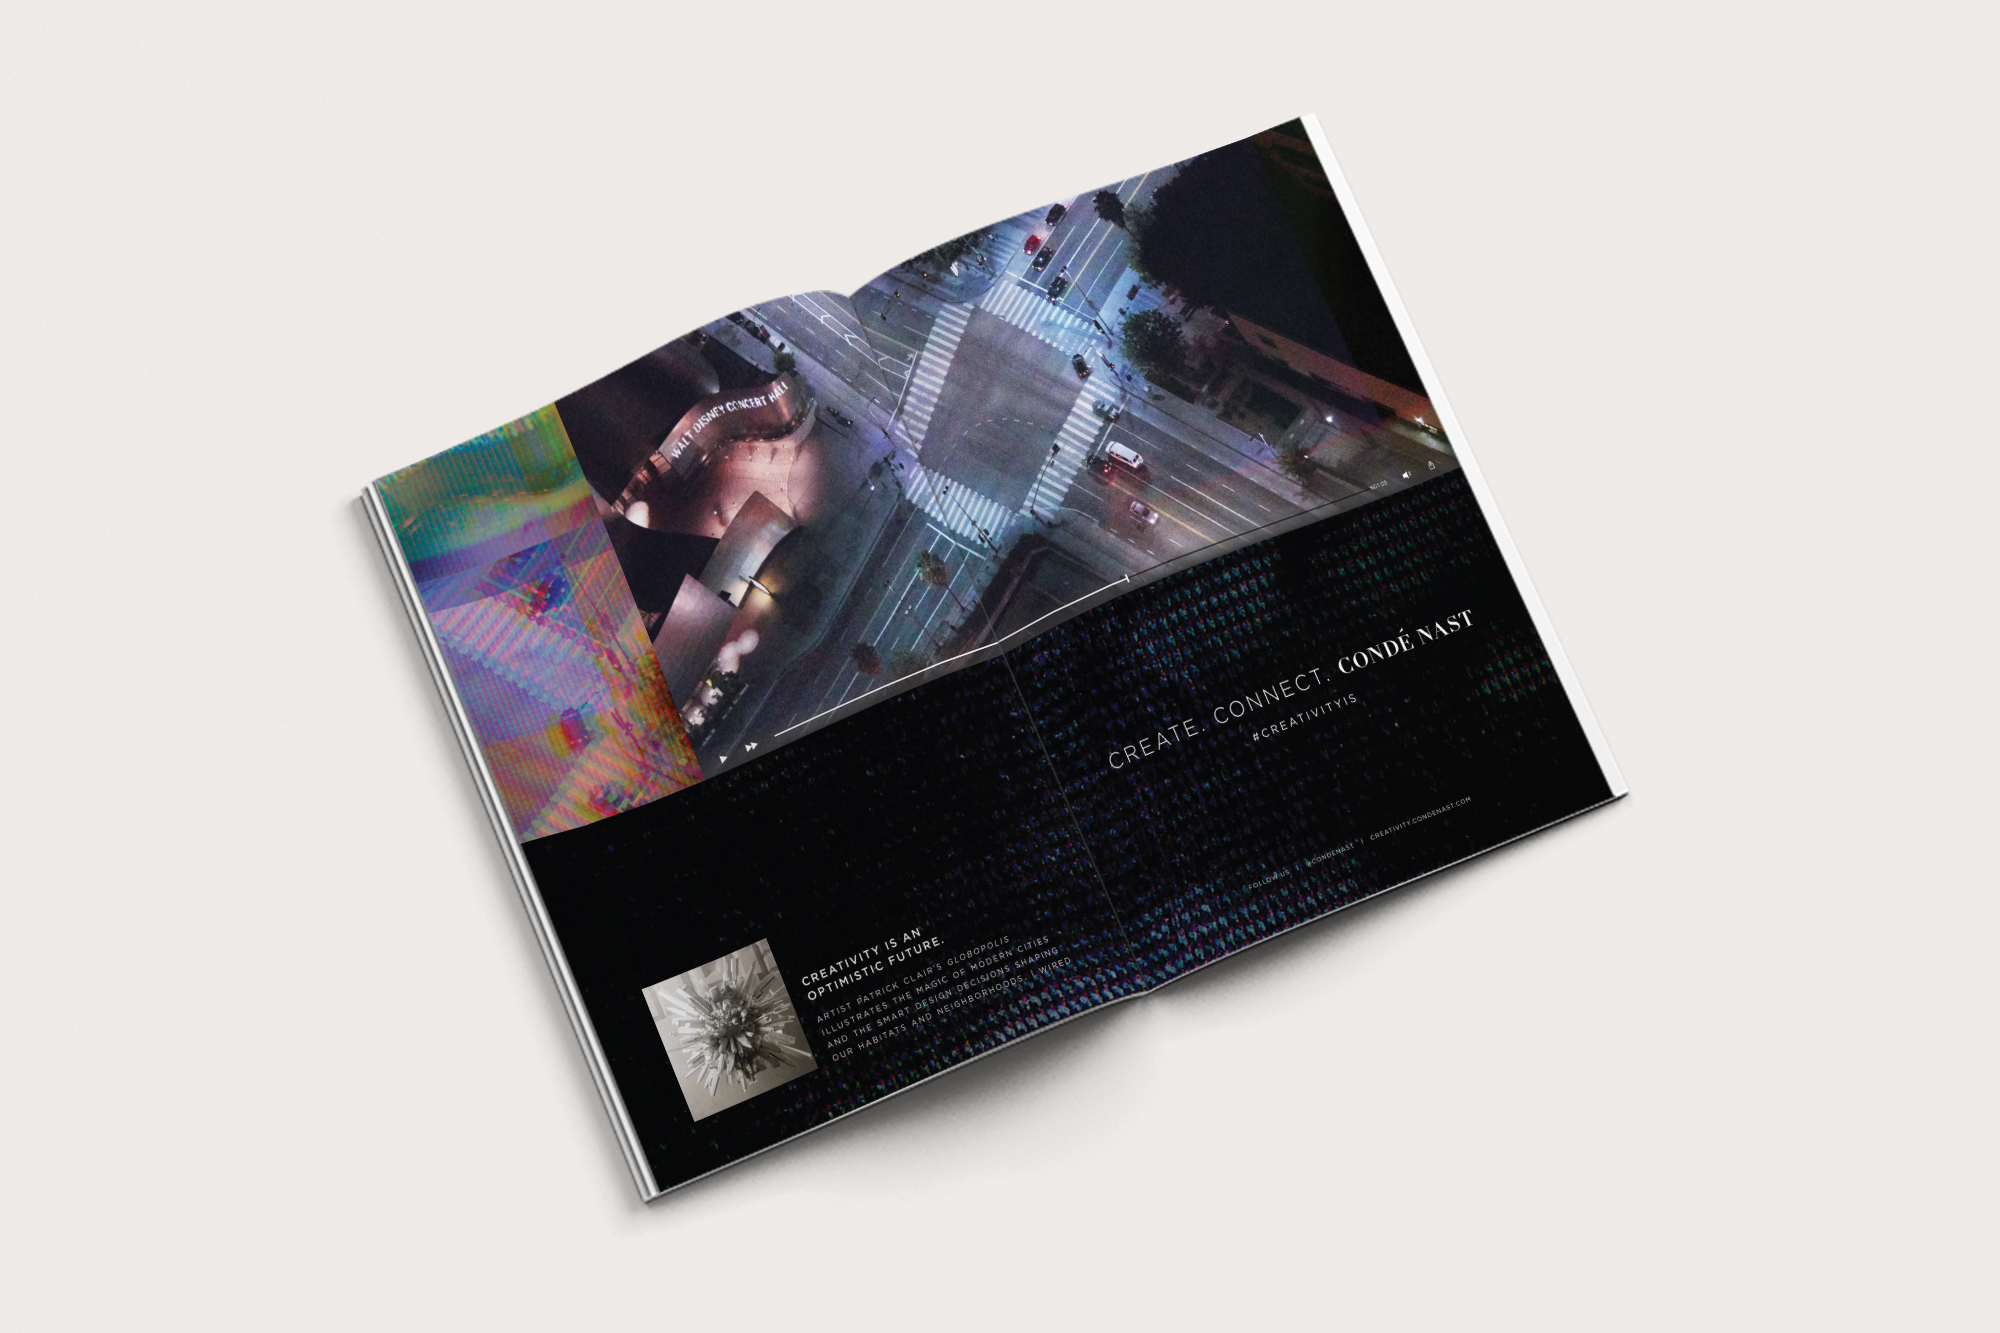 WALT DISNEY CONCERT HALL
CREATE. CONNECT. CONDÉ NAST
#CREATIVITYIS
FOLLOW US | @CONDENAST | CREATIVITY.CONDENAST.COM
CREATIVITY IS AN
OPTIMISTIC FUTURE.
ARTIST PATRICK CLAIR'S GLOBOPOLIS
ILLUSTRATES THE MAGIC OF MODERN CITIES
AND THE SMART DESIGN DECISIONS SHAPING
OUR HABITATS AND NEIGHBORHOODS. | WIRED